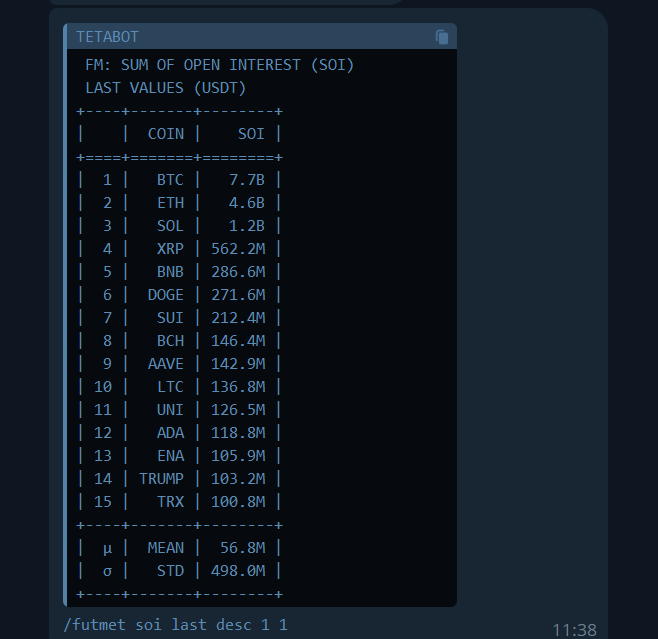 TETABOT
FM: SUM OF OPEN INTEREST (SOI)
LAST VALUES (USDT)
+----+-------+--------+
|    |  COIN |    SOI |
+====+=======+========+
|  1 |   BTC |   7.7B |
|  2 |   ETH |   4.6B |
|  3 |   SOL |   1.2B |
|  4 |   XRP | 562.2M |
|  5 |   BNB | 286.6M |
|  6 |  DOGE | 271.6M |
|  7 |   SUI | 212.4M |
|  8 |   BCH | 146.4M |
|  9 |  AAVE | 142.9M |
| 10 |   LTC | 136.8M |
| 11 |   UNI | 126.5M |
| 12 |   ADA | 118.8M |
| 13 |   ENA | 105.9M |
| 14 | TRUMP | 103.2M |
| 15 |   TRX | 100.8M |
+----+-------+--------+
|  μ |  MEAN |  56.8M |
|  σ |   STD | 498.0M |
+----+-------+--------+
/futmet soi last desc 1 1
11:38